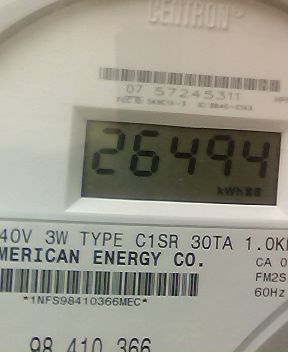 CENTRON®
07 57245311
26494
kWh
40V 3W TYPE C1SR 30TA 1.0K
MERICAN ENERGY CO.
CA 0
FM2S
60Hz
*1NFS98410366MEC*
98 410 366